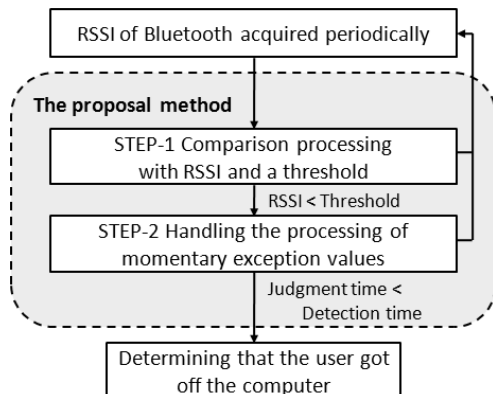 RSSI of Bluetooth acquired periodically
The proposal method
STEP-1 Comparison processing
with RSSI and a threshold
RSSI < Threshold
STEP-2 Handling the processing of
momentary exception values
Judgment time <
Detection time
Determining that the user got
off the computer